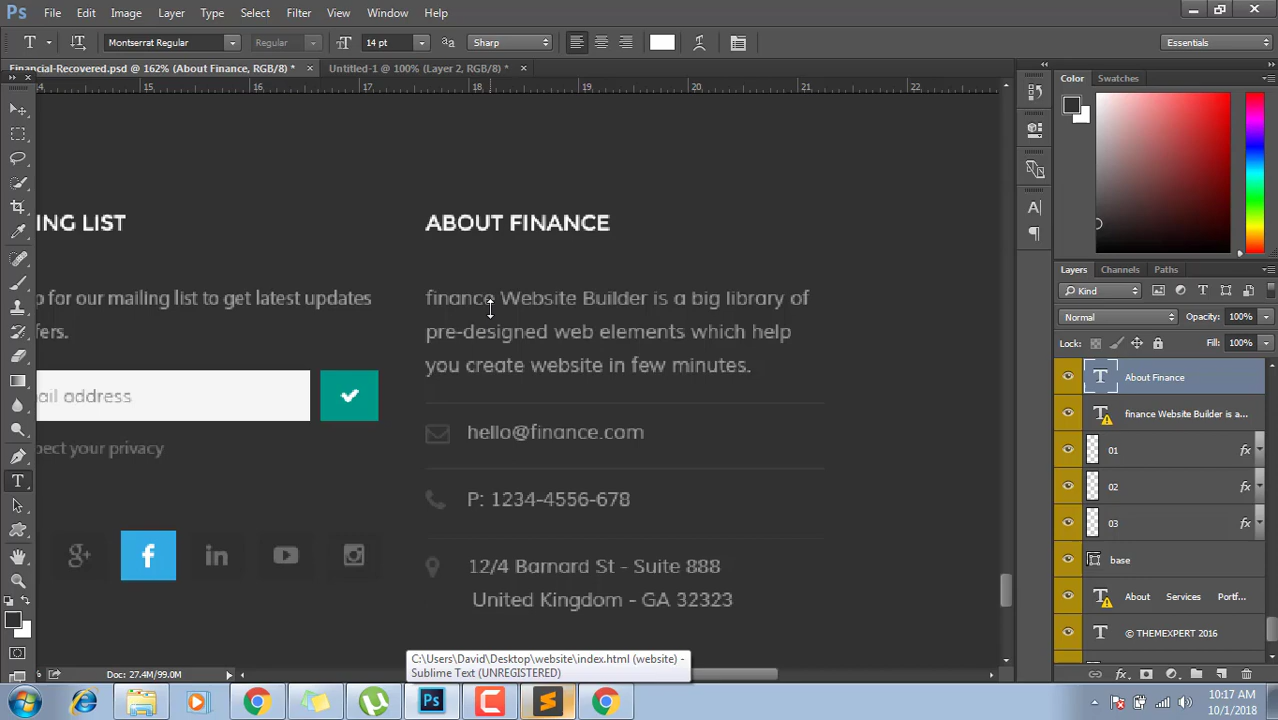 Ps File Edit Image Layer Type Select Filter View Window Help
T Montserrat Regular Regular 14 pt Sharp Essentials
Financial-Recovered.psd @ 162% (About Finance, RGB/8) * Untitled-1 @ 100% (Layer 2, RGB/8) *
14 15 16 17 18 19 20 21 22
Color Swatches
ING LIST
ABOUT FINANCE
p for our mailing list to get latest updates
fers.
finance Website Builder is a big library of
pre-designed web elements which help
you create website in few minutes.
ail address
pect your privacy
hello@finance.com
P: 1234-4556-678
12/4 Barnard St - Suite 888
United Kingdom - GA 32323
g+ f in
Layers Channels Paths
Kind
Normal Opacity: 100%
Lock: Fill: 100%
T About Finance
T finance Website Builder is a...
01 fx
02 fx
03 fx
base
T About Services Portf...
T © THEMEXPERT 2016
Doc: 27.4M/99.0M
C:\Users\David\Desktop\website\index.html (website) -
Sublime Text (UNREGISTERED)
10:17 AM
10/1/2018